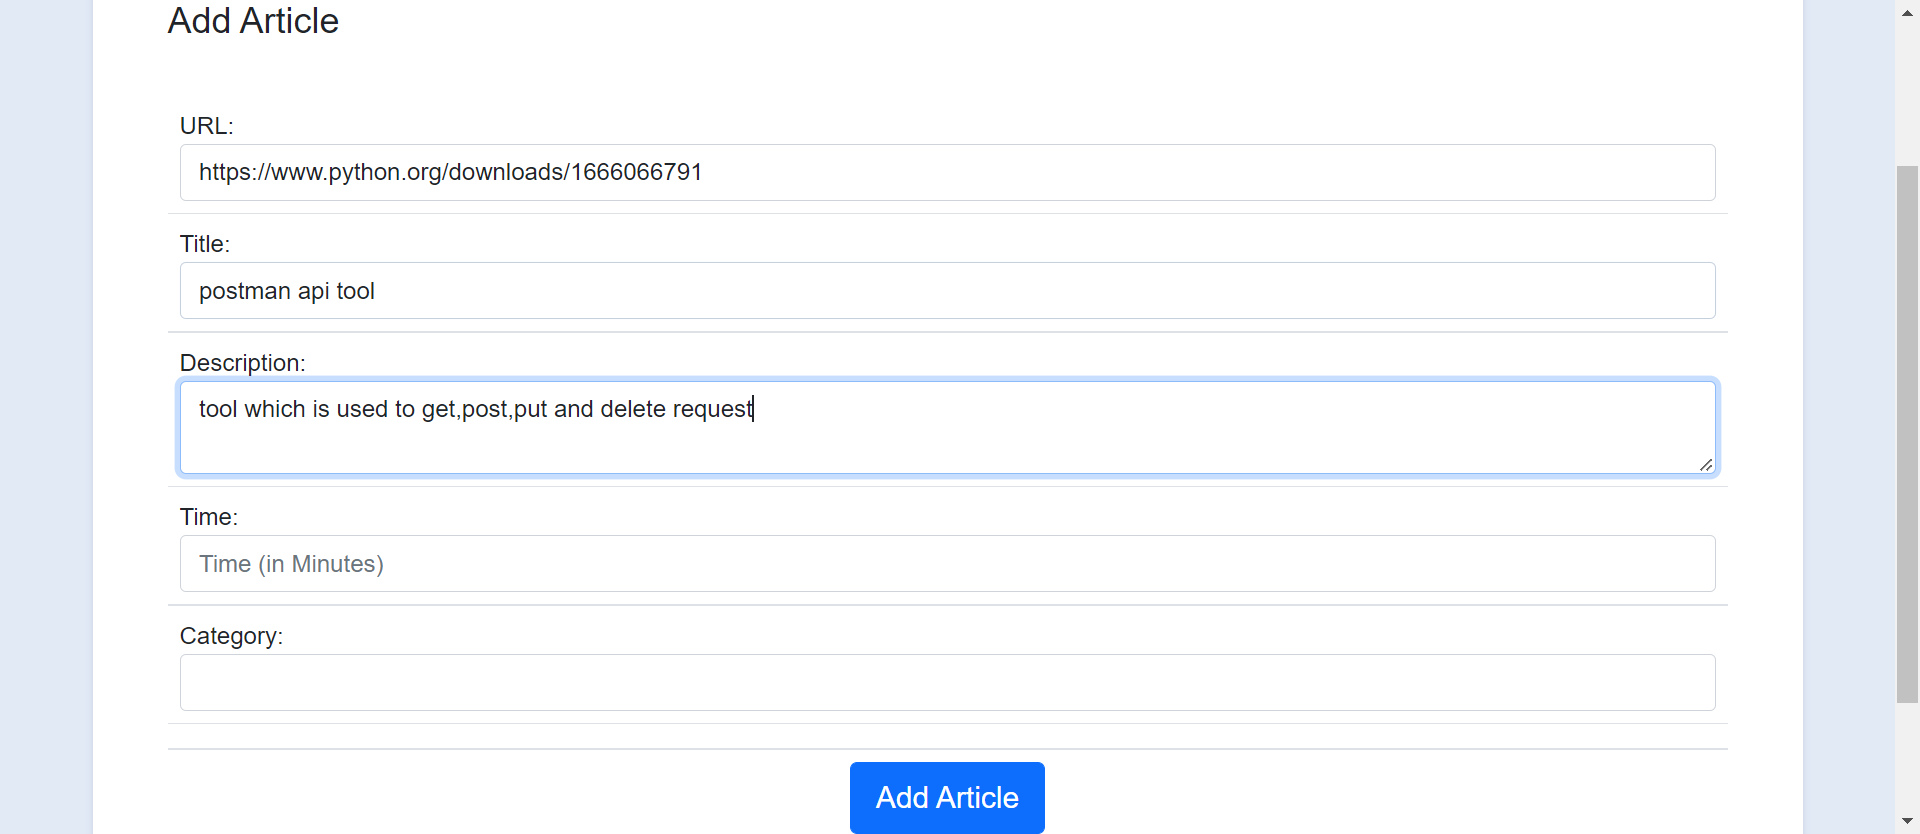 Add Article
URL:
https://www.python.org/downloads/1666066791
Title:
postman api tool
Description:
tool which is used to get,post,put and delete request
Time:
Time (in Minutes)
Category:
Add Article